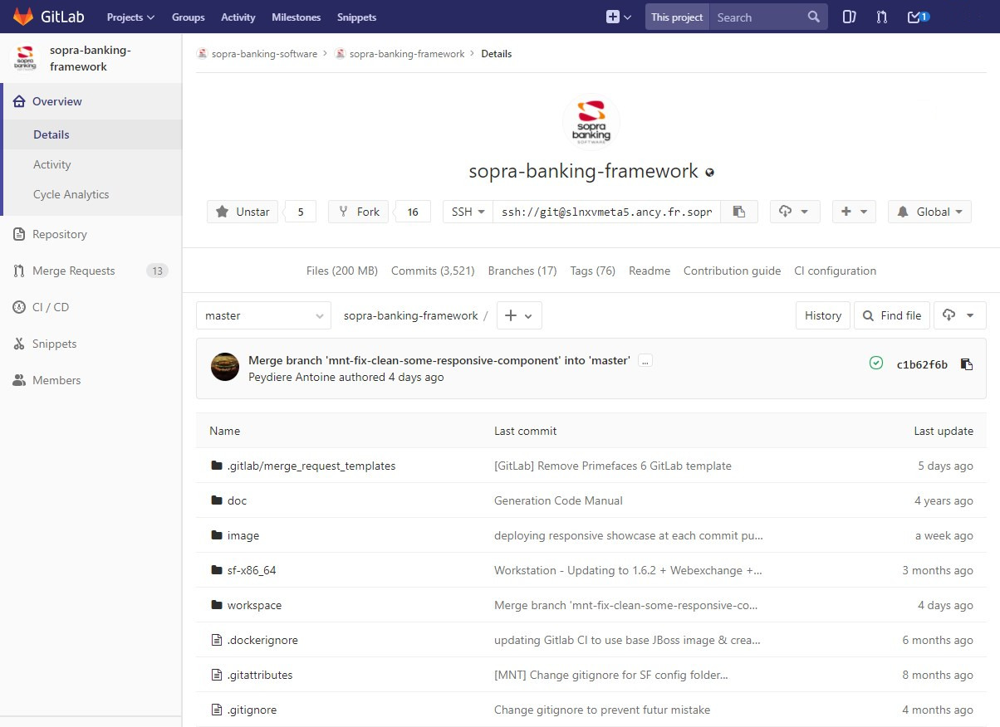 GitLab Projects Groups Activity Milestones Snippets This project Search 1
sopra-banking-
framework
Overview
Details
Activity
Cycle Analytics
Repository
Merge Requests 13
CI / CD
Snippets
Members
sopra-banking-software > sopra-banking-framework > Details
sopra
banking
SOFTWARE
sopra-banking-framework
Unstar 5 Fork 16 SSH ssh://git@slnxvmeta5.ancy.fr.sopr Global
Files (200 MB) Commits (3,521) Branches (17) Tags (76) Readme Contribution guide CI configuration
master sopra-banking-framework / + History Find file
Merge branch 'mnt-fix-clean-some-responsive-component' into 'master' ...
Peydiere Antoine authored 4 days ago
c1b62f6b
Name Last commit Last update
.gitlab/merge_request_templates [GitLab] Remove Primefaces 6 GitLab template 5 days ago
doc Generation Code Manual 4 years ago
image deploying responsive showcase at each commit pu... a week ago
sf-x86_64 Workstation - Updating to 1.6.2 + Webexchange +... 3 months ago
workspace Merge branch 'mnt-fix-clean-some-responsive-co... 4 days ago
.dockerignore updating Gitlab CI to use base JBoss image & crea... 6 months ago
.gitattributes [MNT] Change gitignore for SF config folder... 8 months ago
.gitignore Change gitignore to prevent futur mistake 4 months ago